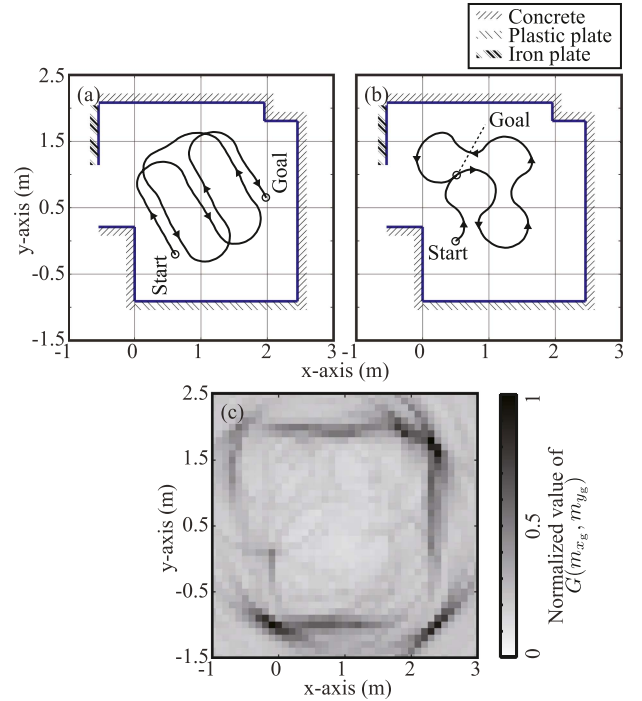 Concrete
Plastic plate
Iron plate
(a)
Goal
Start
2.5
1.5
0.5
-0.5
-1.5
y-axis (m)
-1
0
1
2
3
(b)
Goal
Start
-1
0
1
2
3
x-axis (m)
(c)
2.5
1.5
0.5
-0.5
-1.5
y-axis (m)
-1
0
1
2
3
x-axis (m)
1
0.5
0
Normalized value of
G(m_{x_g}, m_{y_g})